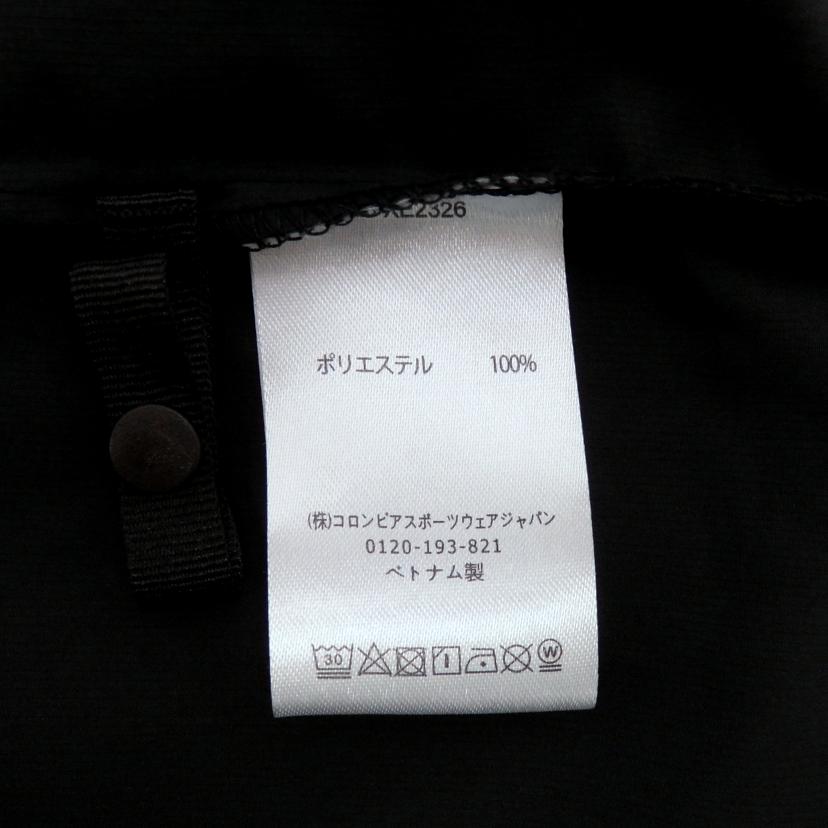 ポリエステル 100%
(株)コロンビアスポーツウェアジャパン
0120-193-821
ベトナム製
30 W